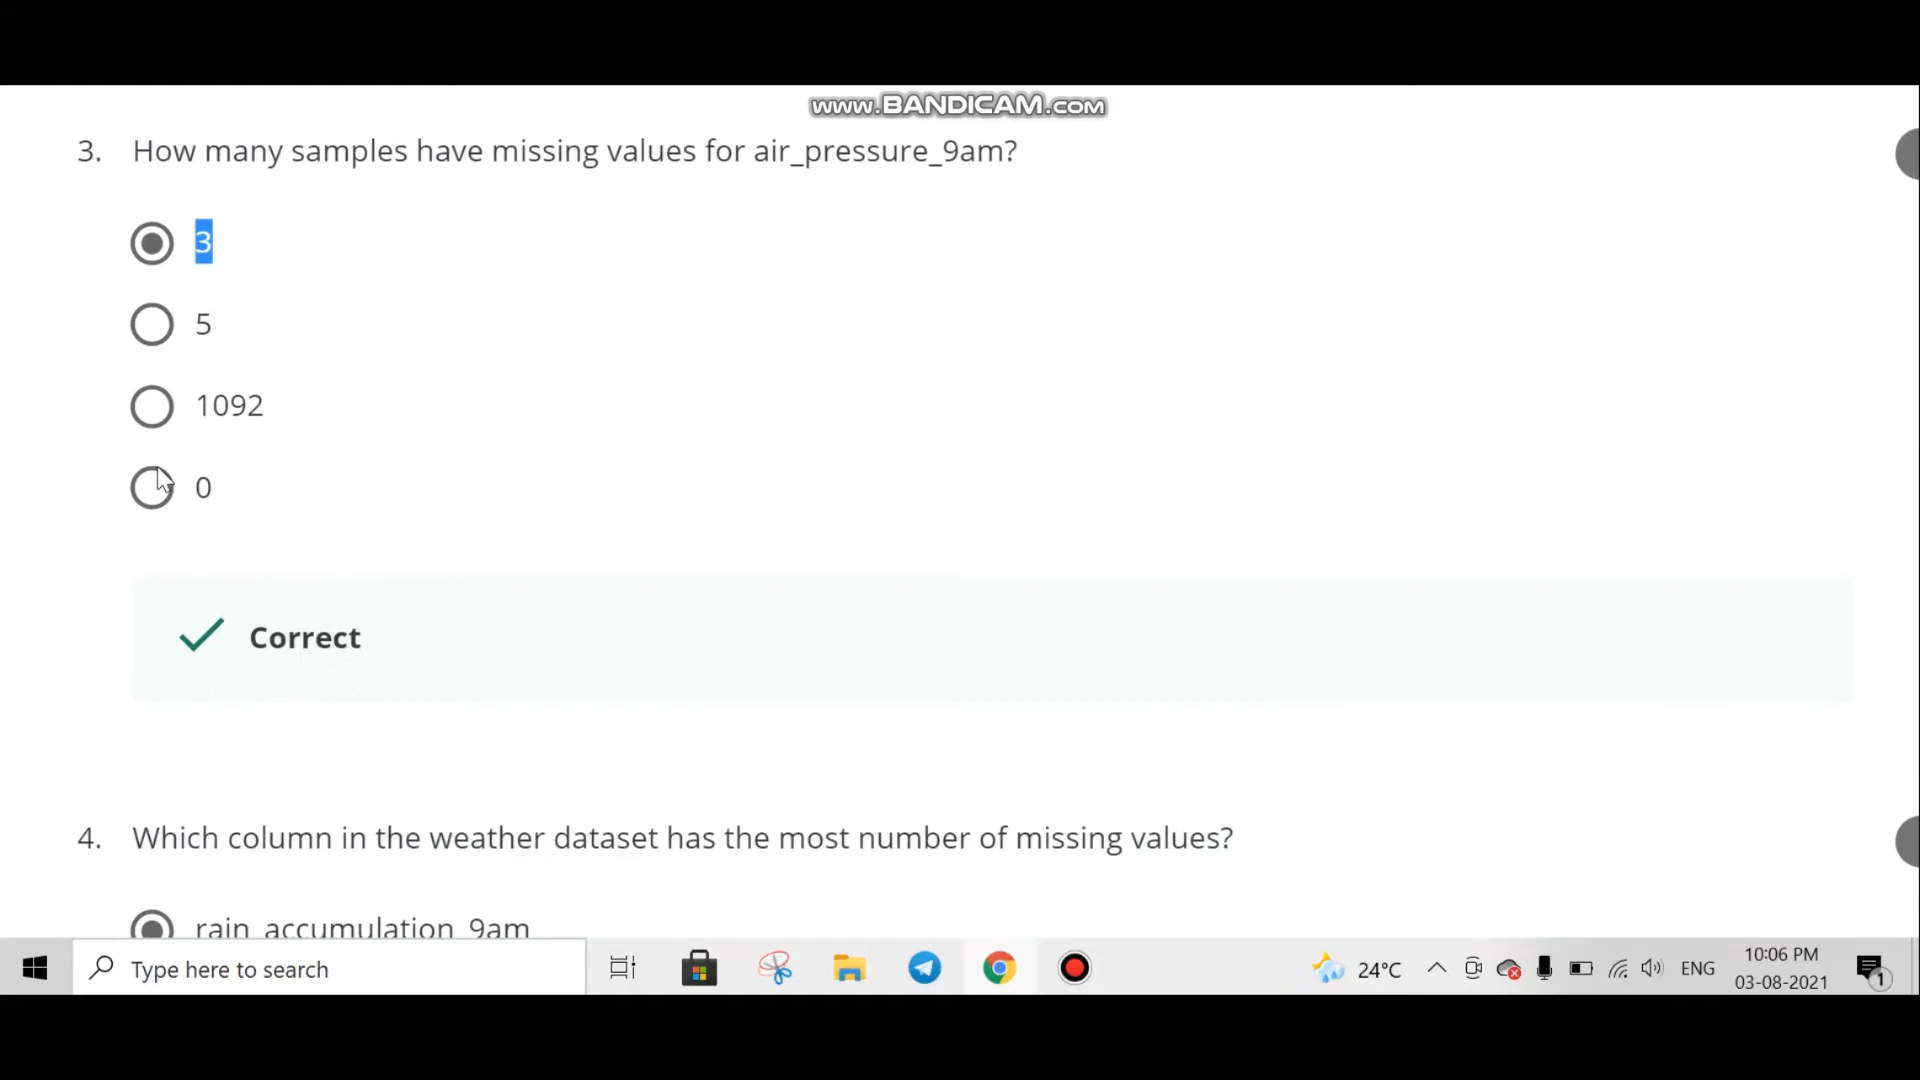 www.BANDICAM.com
3. How many samples have missing values for air_pressure_9am?
3
5
1092
0
Correct
4. Which column in the weather dataset has the most number of missing values?
rain_accumulation_9am
Type here to search
24°C
ENG
10:06 PM
03-08-2021
1